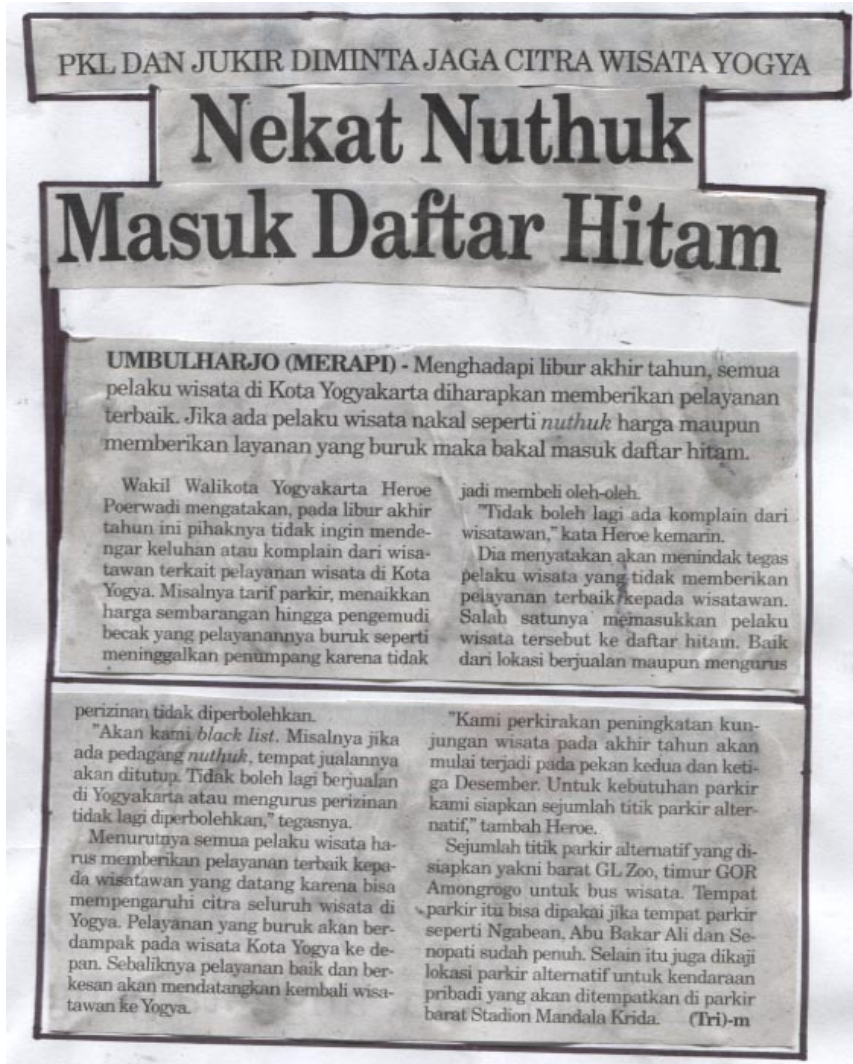 PKL DAN JUKIR DIMINTA JAGA CITRA WISATA YOGYA
Nekat Nuthuk
Masuk Daftar Hitam
UMBULHARJO (MERAPI) - Menghadapi libur akhir tahun, semua
pelaku wisata di Kota Yogyakarta diharapkan memberikan pelayanan
terbaik. Jika ada pelaku wisata nakal seperti nuthuk harga maupun
memberikan layanan yang buruk maka bakal masuk daftar hitam.
Wakil Walikota Yogyakarta Heroe
Poerwadi mengatakan, pada libur akhir
tahun ini pihaknya tidak ingin mende-
ngar keluhan atau komplain dari wisa-
tawan terkait pelayanan wisata di Kota
Yogya. Misalnya tarif parkir, menaikkan
harga sembarangan hingga pengemudi
becak yang pelayanannya buruk seperti
meninggalkan penumpang karena tidak
jadi membeli oleh-oleh.
"Tidak boleh lagi ada komplain dari
wisatawan," kata Heroe kemarin.
Dia menyatakan akan menindak tegas
pelaku wisata yang tidak memberikan
pelayanan terbaik kepada wisatawan.
Salah satunya memasukkan pelaku
wisata tersebut ke daftar hitam. Baik
dari lokasi berjualan maupun mengurus
perizinan tidak diperbolehkan.
"Akan kami black list. Misalnya jika
ada pedagang nuthuk, tempat jualannya
akan ditutup. Tidak boleh lagi berjualan
di Yogyakarta atau mengurus perizinan
tidak lagi diperbolehkan," tegasnya.
Menurutnya semua pelaku wisata ha-
rus memberikan pelayanan terbaik kepa-
da wisatawan yang datang karena bisa
mempengaruhi citra seluruh wisata di
Yogya. Pelayanan yang buruk akan ber-
dampak pada wisata Kota Yogya ke de-
pan. Sebaliknya pelayanan baik dan ber-
kesan akan mendatangkan kembali wisa-
tawan ke Yogya.
"Kami perkirakan peningkatan kun-
jungan wisata pada akhir tahun akan
mulai terjadi pada pekan kedua dan keti-
ga Desember. Untuk kebutuhan parkir
kami siapkan sejumlah titik parkir alter-
natif," tambah Heroe.
Sejumlah titik parkir alternatif yang di-
siapkan yakni barat GL Zoo, timur GOR
Amongrogo untuk bus wisata. Tempat
parkir itu bisa dipakai jika tempat parkir
seperti Ngabean, Abu Bakar Ali dan Se-
nopati sudah penuh. Selain itu juga dikaji
lokasi parkir alternatif untuk kendaraan
pribadi yang akan ditempatkan di parkir
barat Stadion Mandala Krida. (Tri)-m